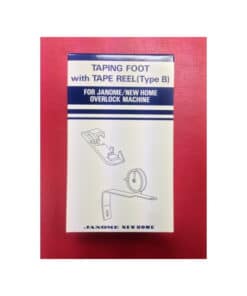 TAPING FOOT
with TAPE REEL(Type B)
FOR JANOME/NEW HOME
OVERLOCK MACHINE
JANOME NEW HOME